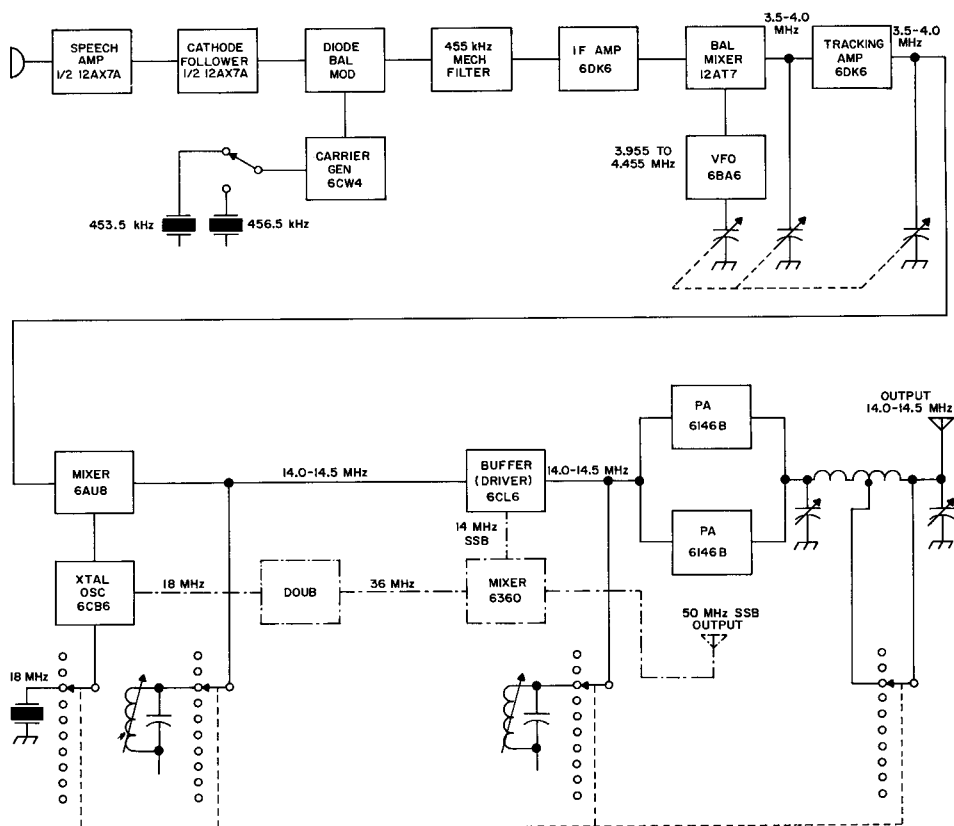 SPEECH
AMP
1/2 12AX7A
CATHODE
FOLLOWER
1/2 12AX7A
DIODE
BAL
MOD
455 kHz
MECH
FILTER
IF AMP
6DK6
BAL
MIXER
12AT7
3.5-4.0
MHz
TRACKING
AMP
6DK6
3.5-4.0
MHz
CARRIER
GEN
6CW4
3.955 TO
4.455 MHz
VFO
6BA6
453.5 kHz
456.5 kHz
PA
6146B
OUTPUT
14.0-14.5 MHz
MIXER
6AU8
14.0-14.5 MHz
BUFFER
(DRIVER)
6CL6
14.0-14.5 MHz
14 MHz
SSB
PA
6146B
XTAL
OSC
6CB6
18 MHz
DOUB
36 MHz
MIXER
6360
50 MHz SSB
OUTPUT
18 MHz